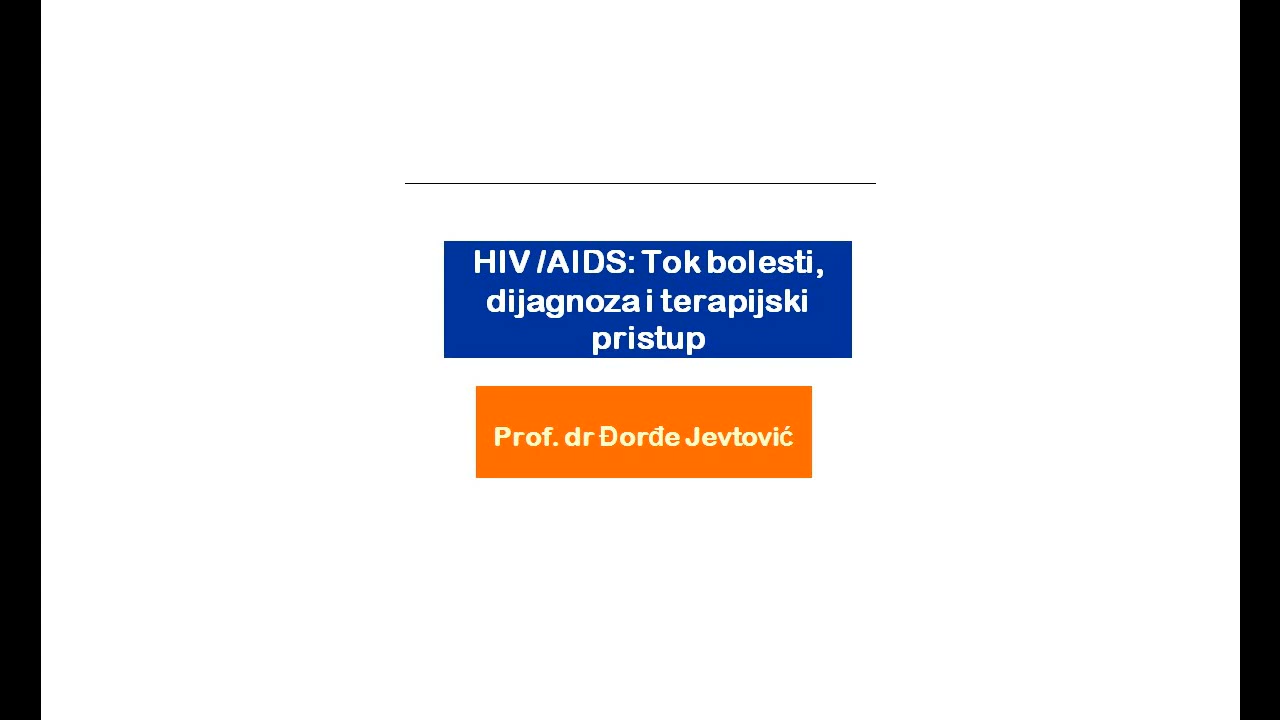 HIV /AIDS: Tok bolesti,
dijagnoza i terapijski
pristup
Prof. dr Đorđe Jevtović